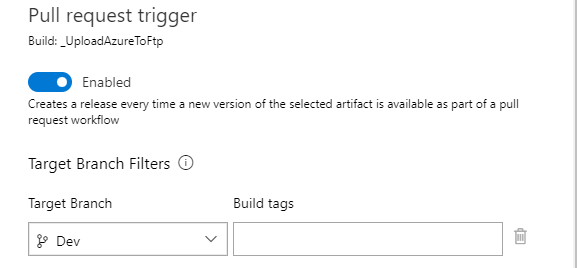 Pull request trigger
Build: _UploadAzureToFtp
Enabled
Creates a release every time a new version of the selected artifact is available as part of a pull
request workflow
Target Branch Filters
Target Branch
Build tags
Dev